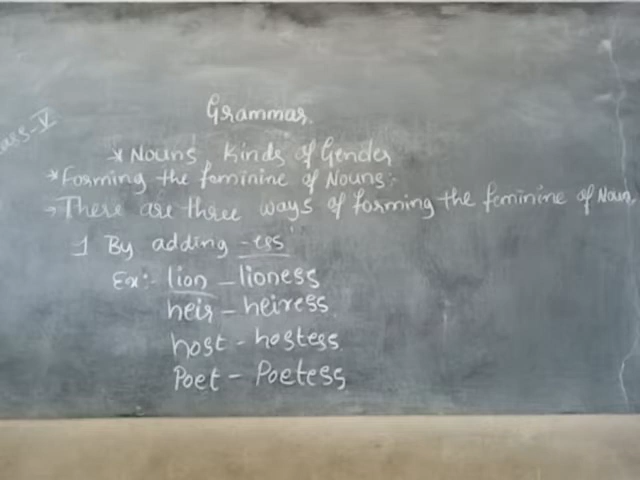 Class-V
Grammar.
* Nouns, Kinds of Gender
* Forming the feminine of Nouns:-
→ There are three ways of forming the feminine of Noun,
1 By adding -ess
Ex:- lion - lioness
heir - heiress
host - hostess.
Poet - Poetess